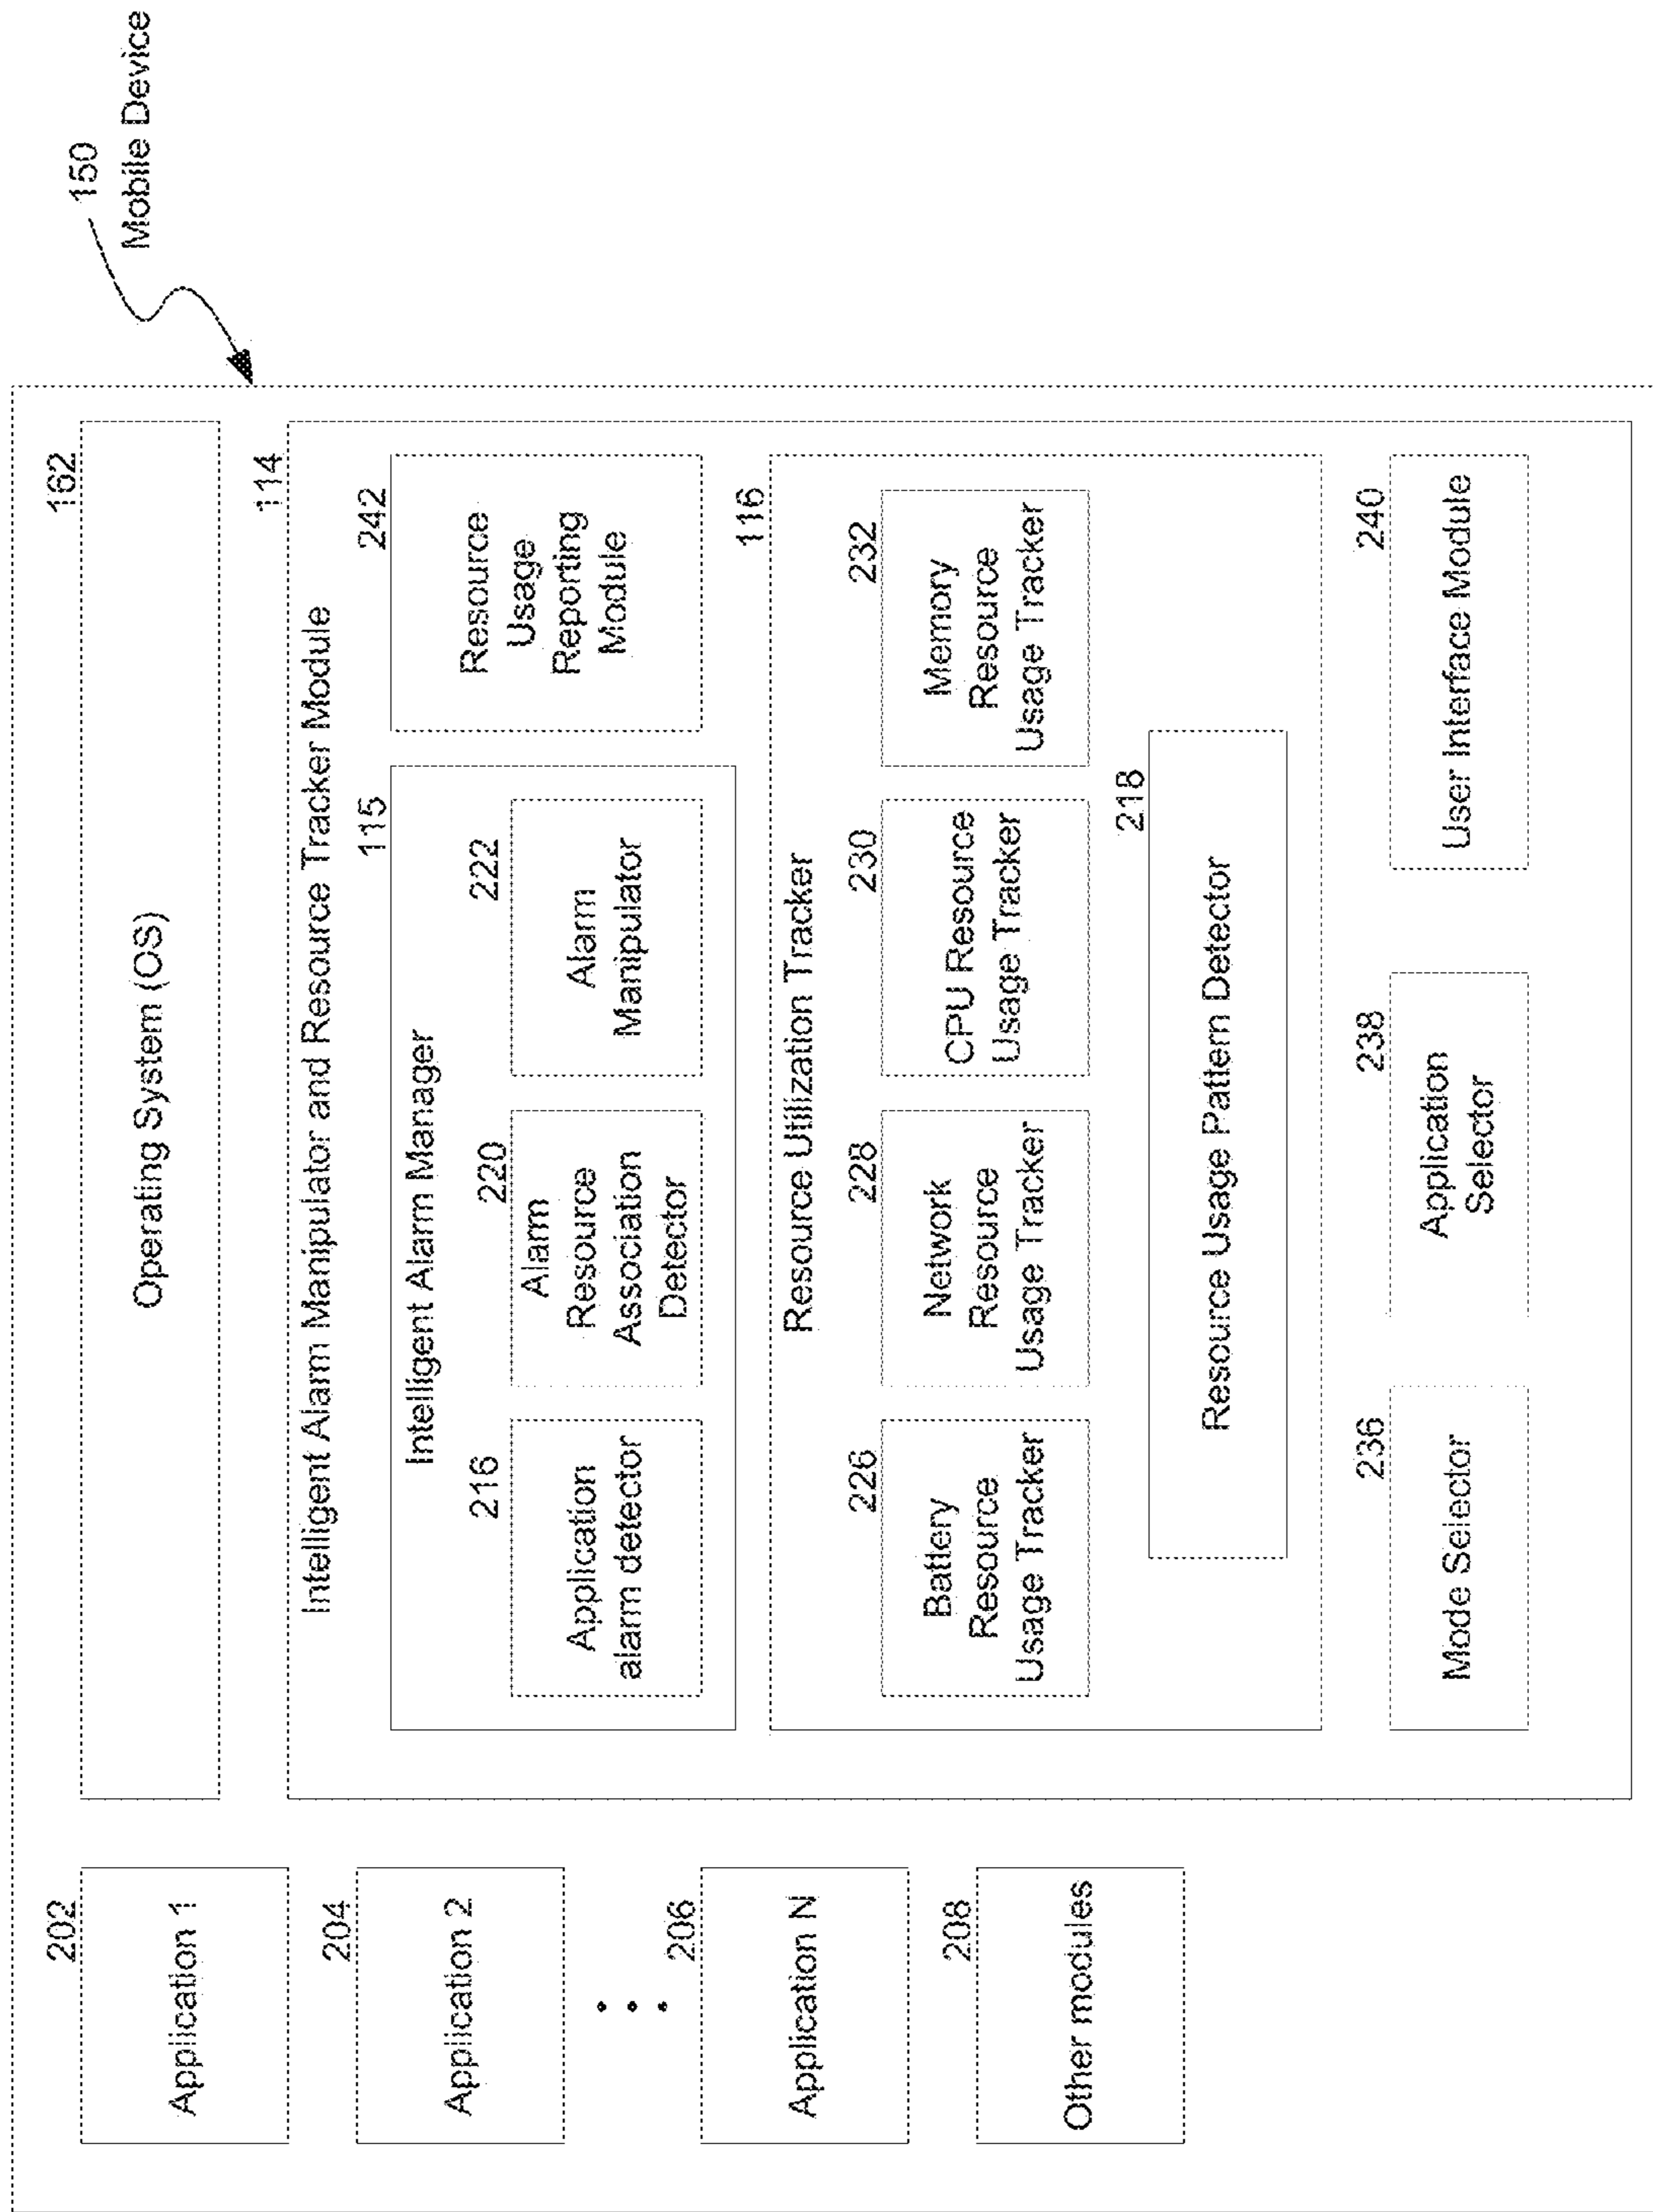 150
Mobile Device
202
Application 1
204
Application 2
206
Application N
208
Other modules
162
Operating System (OS)
114
Intelligent Alarm Manipulator and Resource Tracker Module
115
Intelligent Alarm Manager
216
Application
alarm detector
220
Alarm
Resource
Association
Detector
222
Alarm
Manipulator
242
Resource
Usage
Reporting
Module
116
Resource Utilization Tracker
226
Battery
Resource
Usage Tracker
228
Network
Resource
Usage Tracker
230
CPU Resource
Usage Tracker
232
Memory
Resource
Usage Tracker
218
Resource Usage Pattern Detector
236
Mode Selector
238
Application
Selector
240
User Interface Module